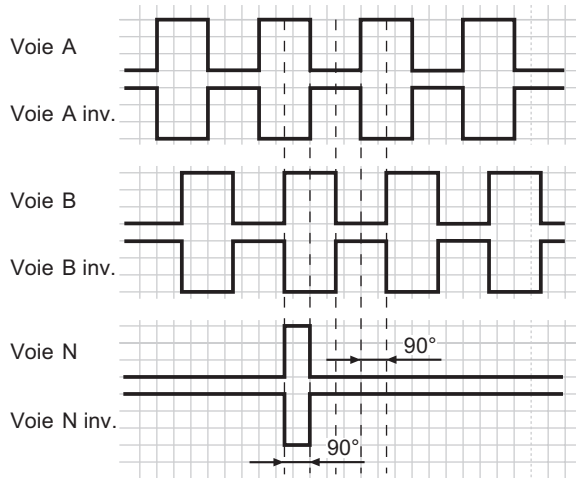 Voie A
Voie A inv.
Voie B
Voie B inv.
Voie N
90°
Voie N inv.
90°